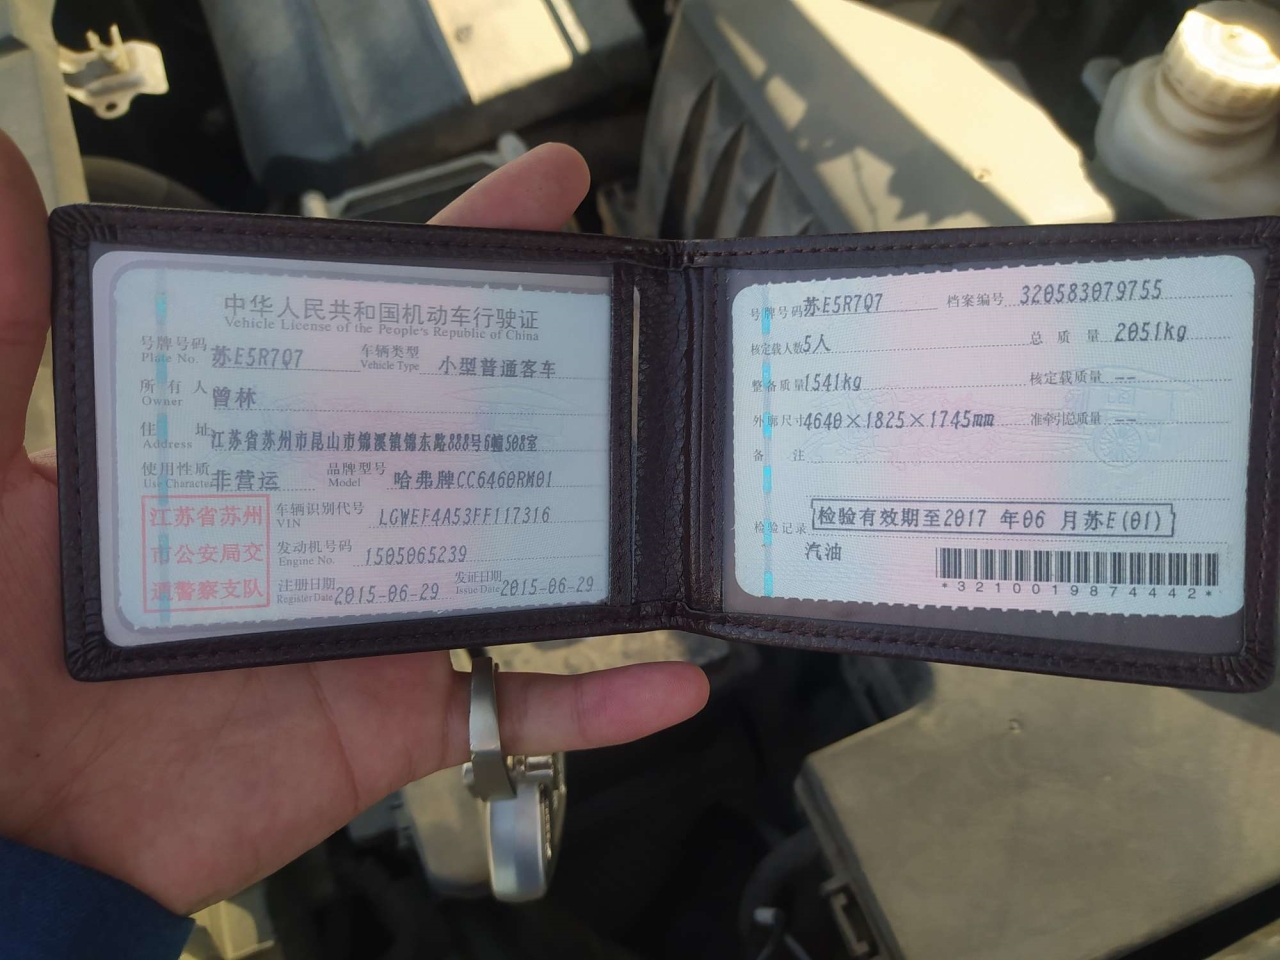 中华人民共和国机动车行驶证
Vehicle License of the People's Republic of China
号牌号码 苏E5R7Q7 车辆类型 小型普通客车
Plate No. Vehicle Type
所有人 曾林
Owner
住址 江苏省苏州市昆山市锦溪镇锦东路888号6幢508室
Address
使用性质 非营运 品牌型号 哈弗牌CC6460RM01
Use Character Model
江苏省苏州
市公安局交
通警察支队
车辆识别代号 LGWEF4A53FF117316
VIN
发动机号码 1505065239
Engine No.
注册日期 2015-06-29 发证日期 2015-06-29
Register Date Issue Date
号牌号码 苏E5R7Q7 档案编号 320583079755
核定载人数 5人 总质量 2051kg
整备质量 1541kg 核定载质量 --
外廓尺寸 4640×1825×1745mm 准牵引总质量 --
备注
检验记录 检验有效期至2017 年06 月苏E(01)
汽油
*3210019874442*